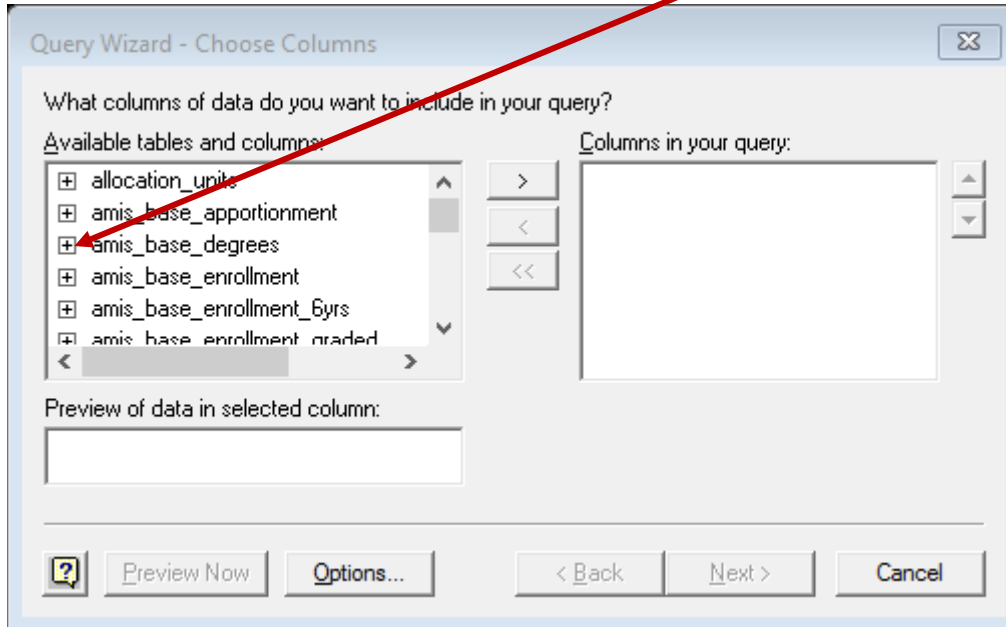 Query Wizard - Choose Columns
What columns of data do you want to include in your query?
Available tables and columns:
Columns in your query:
allocation_units
amis_base_apportionment
amis_base_degrees
amis_base_enrollment
amis_base_enrollment_6yrs
amis_base_enrollment_graded
>
<
<<
Preview of data in selected column:
Preview Now
Options...
< Back
Next >
Cancel